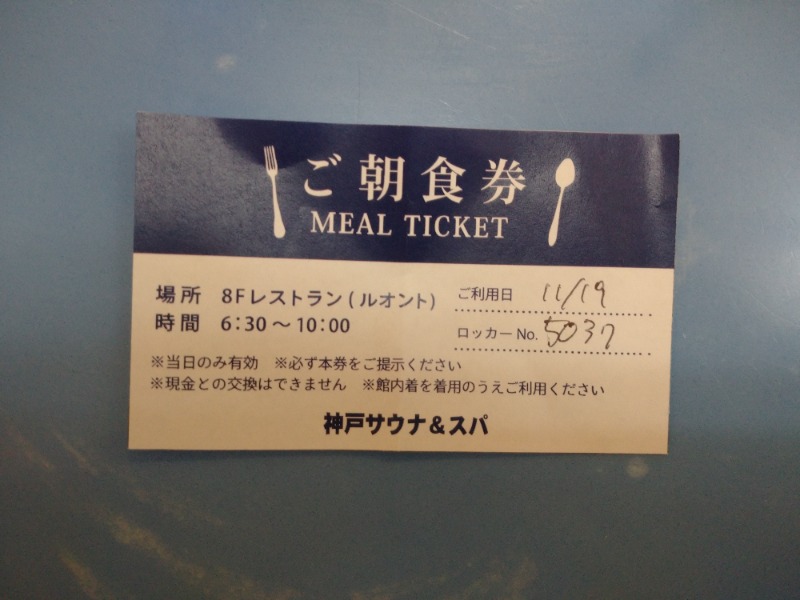 ご朝食券
MEAL TICKET
場所 8Fレストラン(ルオント)
時間 6:30〜10:00
ご利用日 11/19
ロッカーNo. 5037
※当日のみ有効 ※必ず本券をご提示ください
※現金との交換はできません ※館内着を着用のうえご利用ください
神戸サウナ&スパ